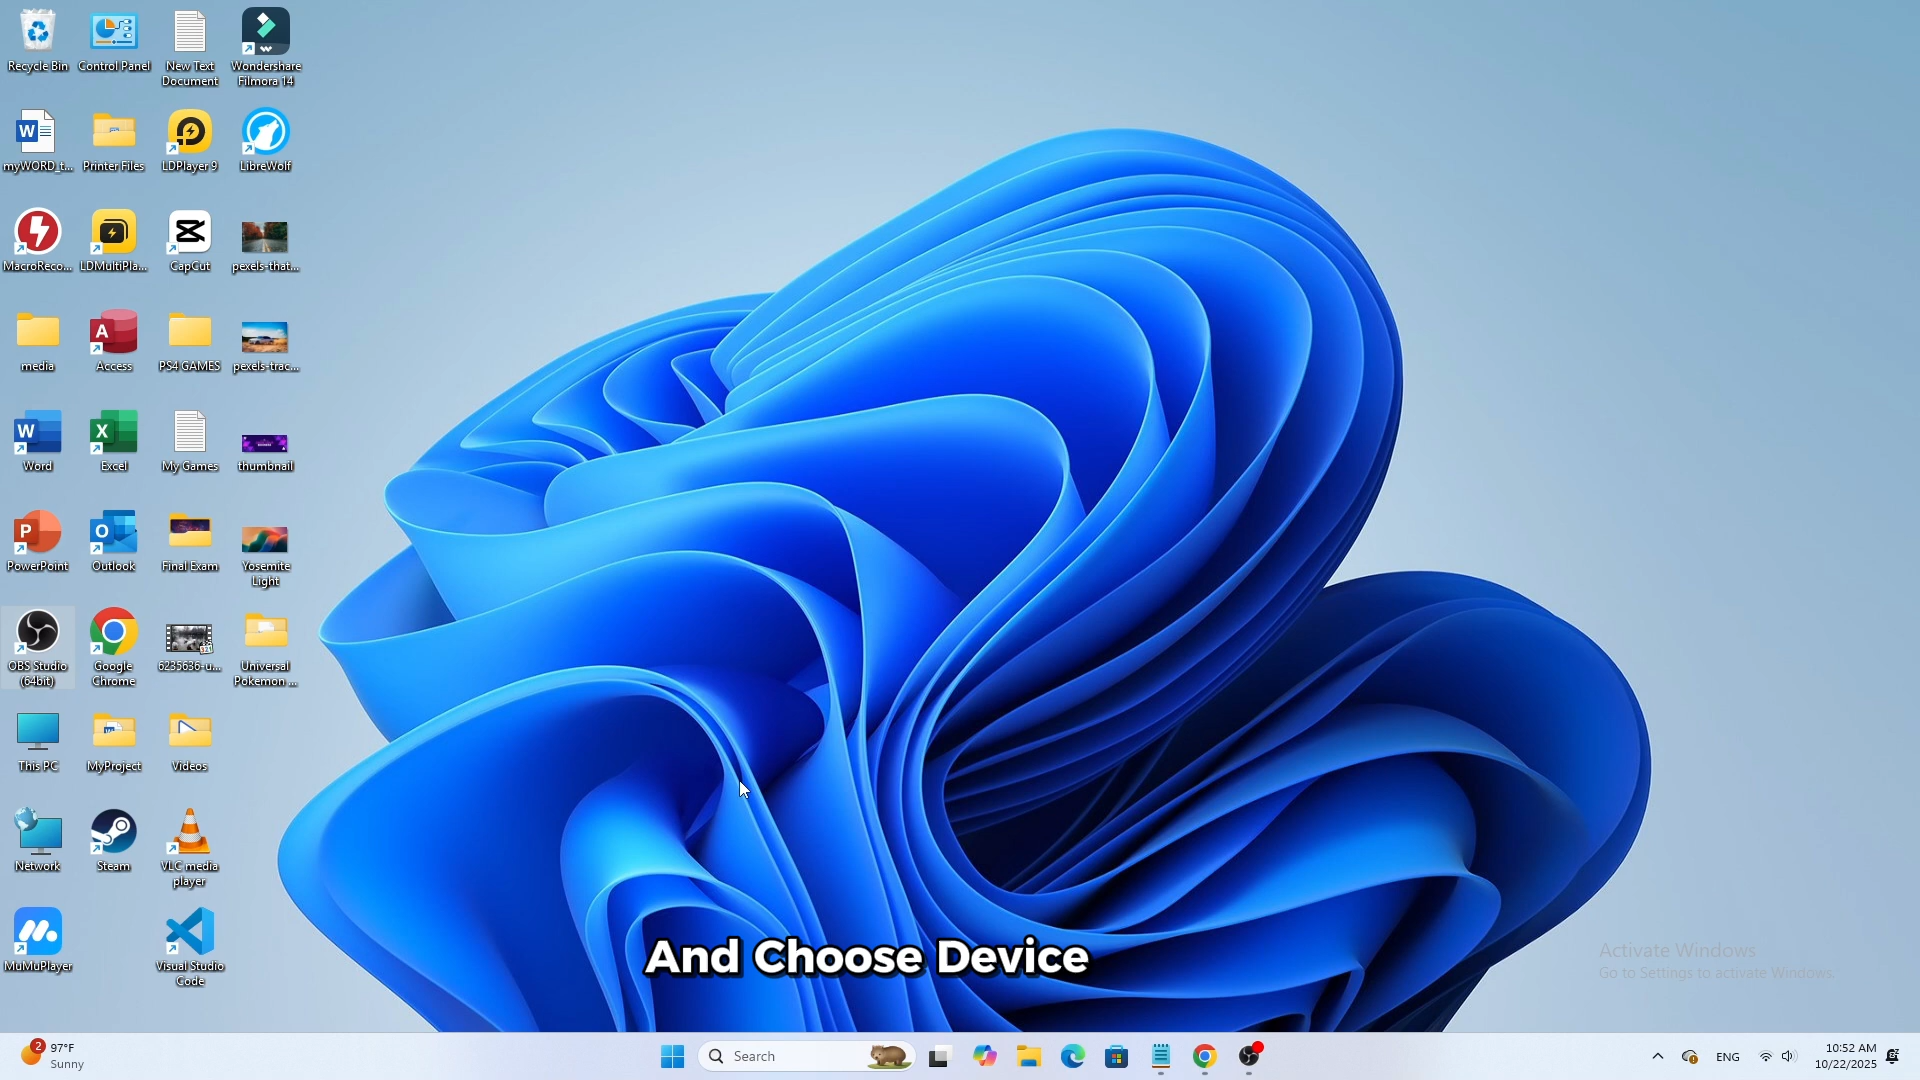 Recycle Bin
Control Panel
New Text
Document
Wondershare
Filmora 14
myWORD_t...
Printer Files
LDPlayer 9
LibreWolf
MacroReco...
LDMultiPla...
CapCut
pexels-that...
media
Access
PS4 GAMES
pexels-trac...
Word
Excel
My Games
thumbnail
PowerPoint
Outlook
Final Exam
Yosemite
Light
OBS Studio
(64bit)
Google
Chrome
6235636-u...
Universal
Pokemon ...
This PC
MyProject
Videos
Network
Steam
VLC media
player
MuMuPlayer
Visual Studio
Code
And Choose Device
Activate Windows
Go to Settings to activate Windows.
2
97°F
Sunny
Search
ENG
10:52 AM
10/22/2025